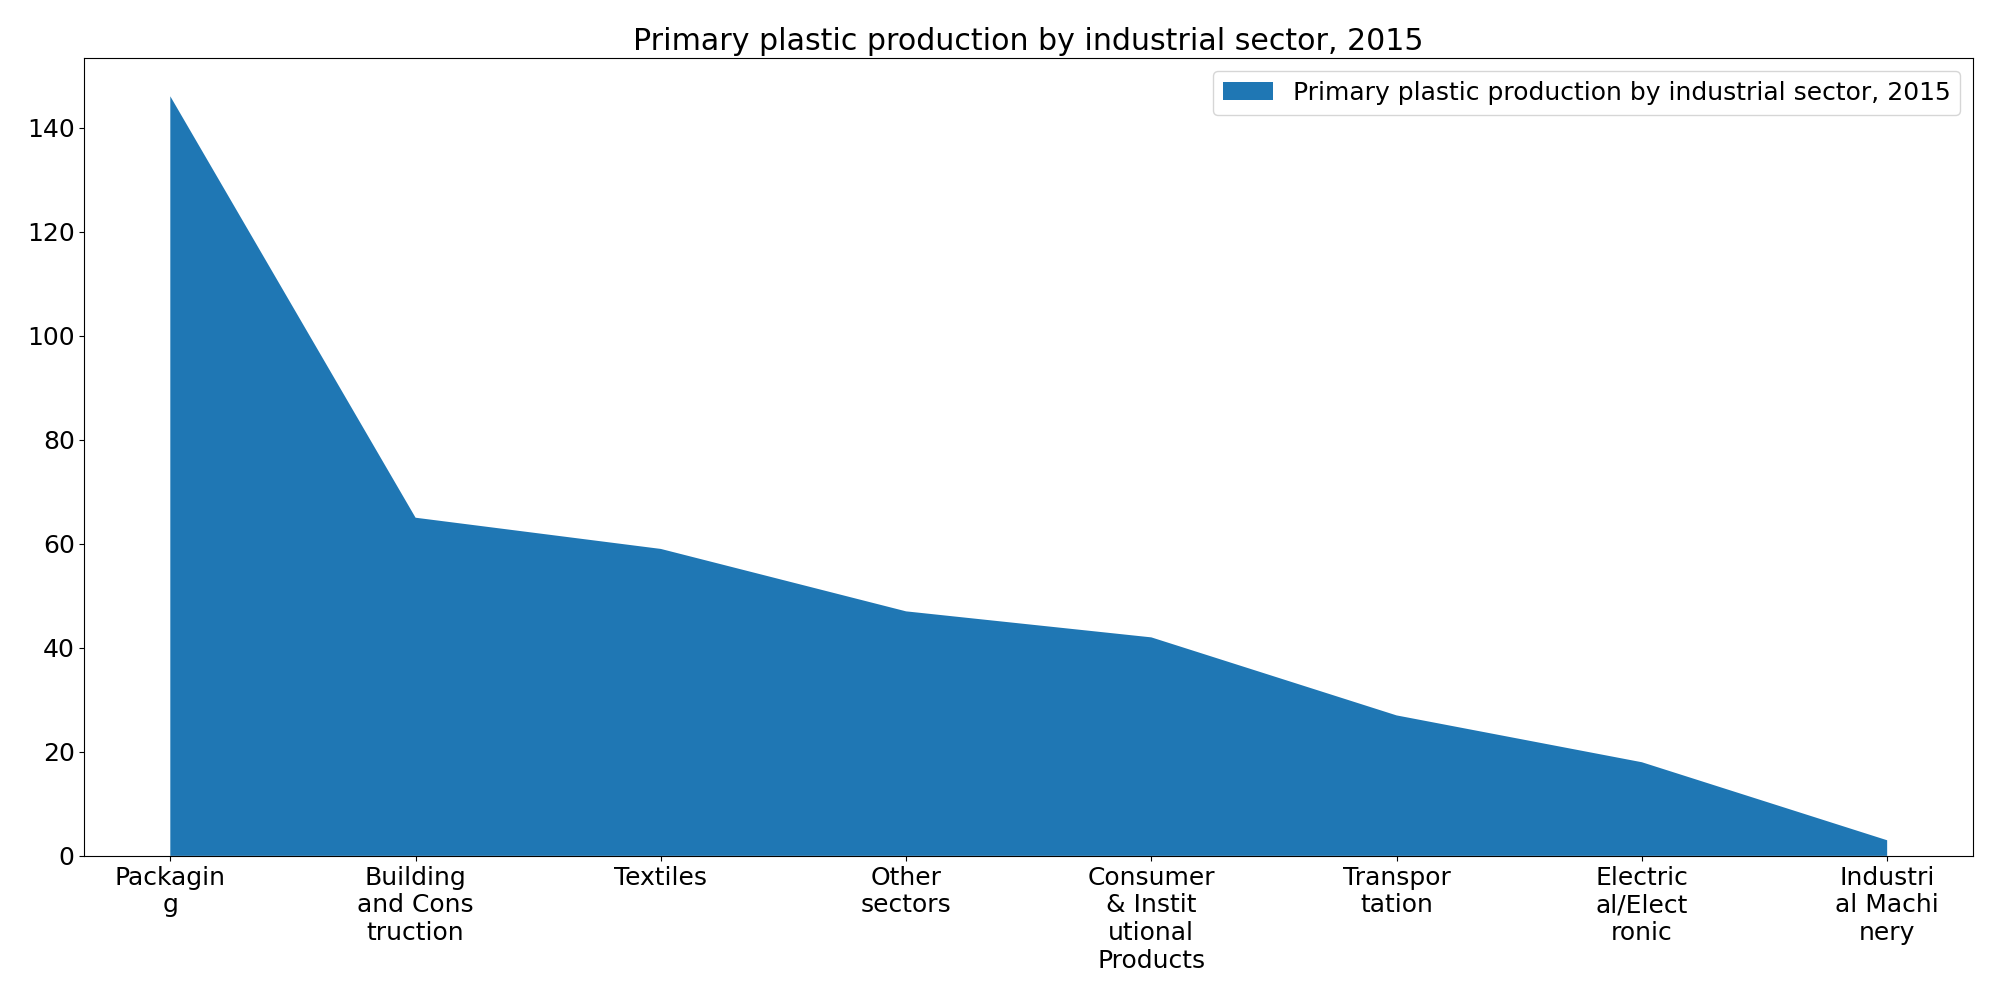 Primary plastic production by industrial sector, 2015
Primary plastic production by industrial sector, 2015
140
120
100
80
60
40
20
0
Packagin
g
Building
and Cons
truction
Textiles
Other
sectors
Consumer
& Instit
utional
Products
Transpor
tation
Electric
al/Elect
ronic
Industri
al Machi
nery